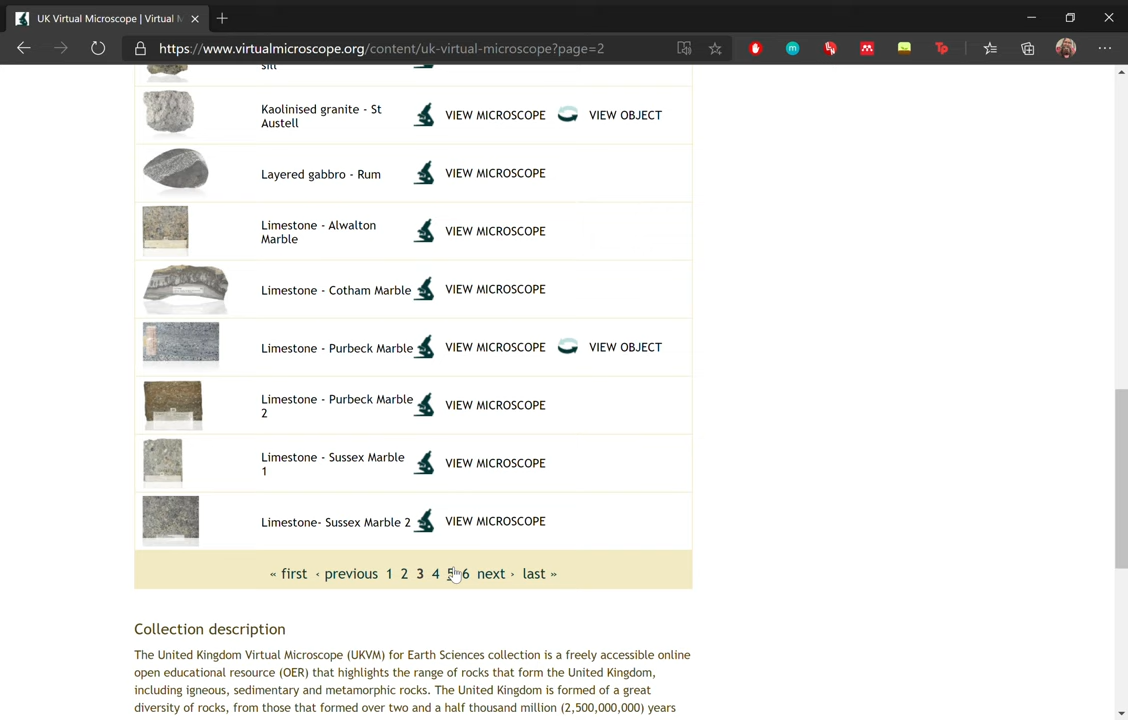 UK Virtual Microscope | Virtual M
https://www.virtualmicroscope.org/content/uk-virtual-microscope?page=2
sill
Kaolinised granite - St
Austell
VIEW MICROSCOPE VIEW OBJECT
Layered gabbro - Rum VIEW MICROSCOPE
Limestone - Alwalton
Marble
VIEW MICROSCOPE
Limestone - Cotham Marble VIEW MICROSCOPE
Limestone - Purbeck Marble VIEW MICROSCOPE VIEW OBJECT
Limestone - Purbeck Marble
2
VIEW MICROSCOPE
Limestone - Sussex Marble
1
VIEW MICROSCOPE
Limestone- Sussex Marble 2 VIEW MICROSCOPE
« first ‹ previous 1 2 3 4 5 6 next › last »
Collection description
The United Kingdom Virtual Microscope (UKVM) for Earth Sciences collection is a freely accessible online
open educational resource (OER) that highlights the range of rocks that form the United Kingdom,
including igneous, sedimentary and metamorphic rocks. The United Kingdom is formed of a great
diversity of rocks, from those that formed over two and a half thousand million (2,500,000,000) years